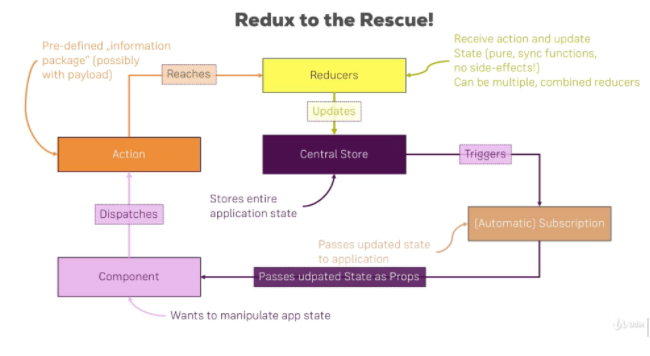 Redux to the Rescue!
Pre-defined „information
package" (possibly
with payload)
Reaches
Reducers
Receive action and update
State (pure, sync functions,
no side-effects!)
Can be multiple, combined reducers
Updates
Action
Central Store
Triggers
Dispatches
Stores entire
application state
(Automatic) Subscription
Passes updated state
to application
Component
Passes udpated State as Props
Wants to manipulate app state